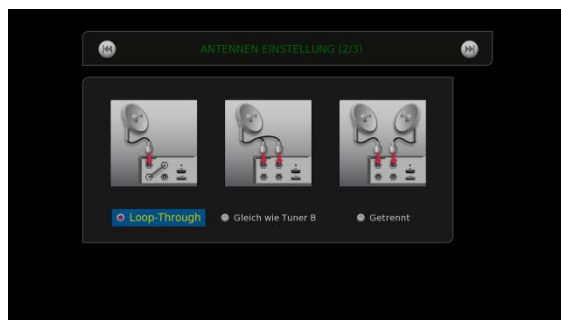 ANTENNEN EINSTELLUNG (2/3)
Loop-Through
Gleich wie Tuner B
Getrennt